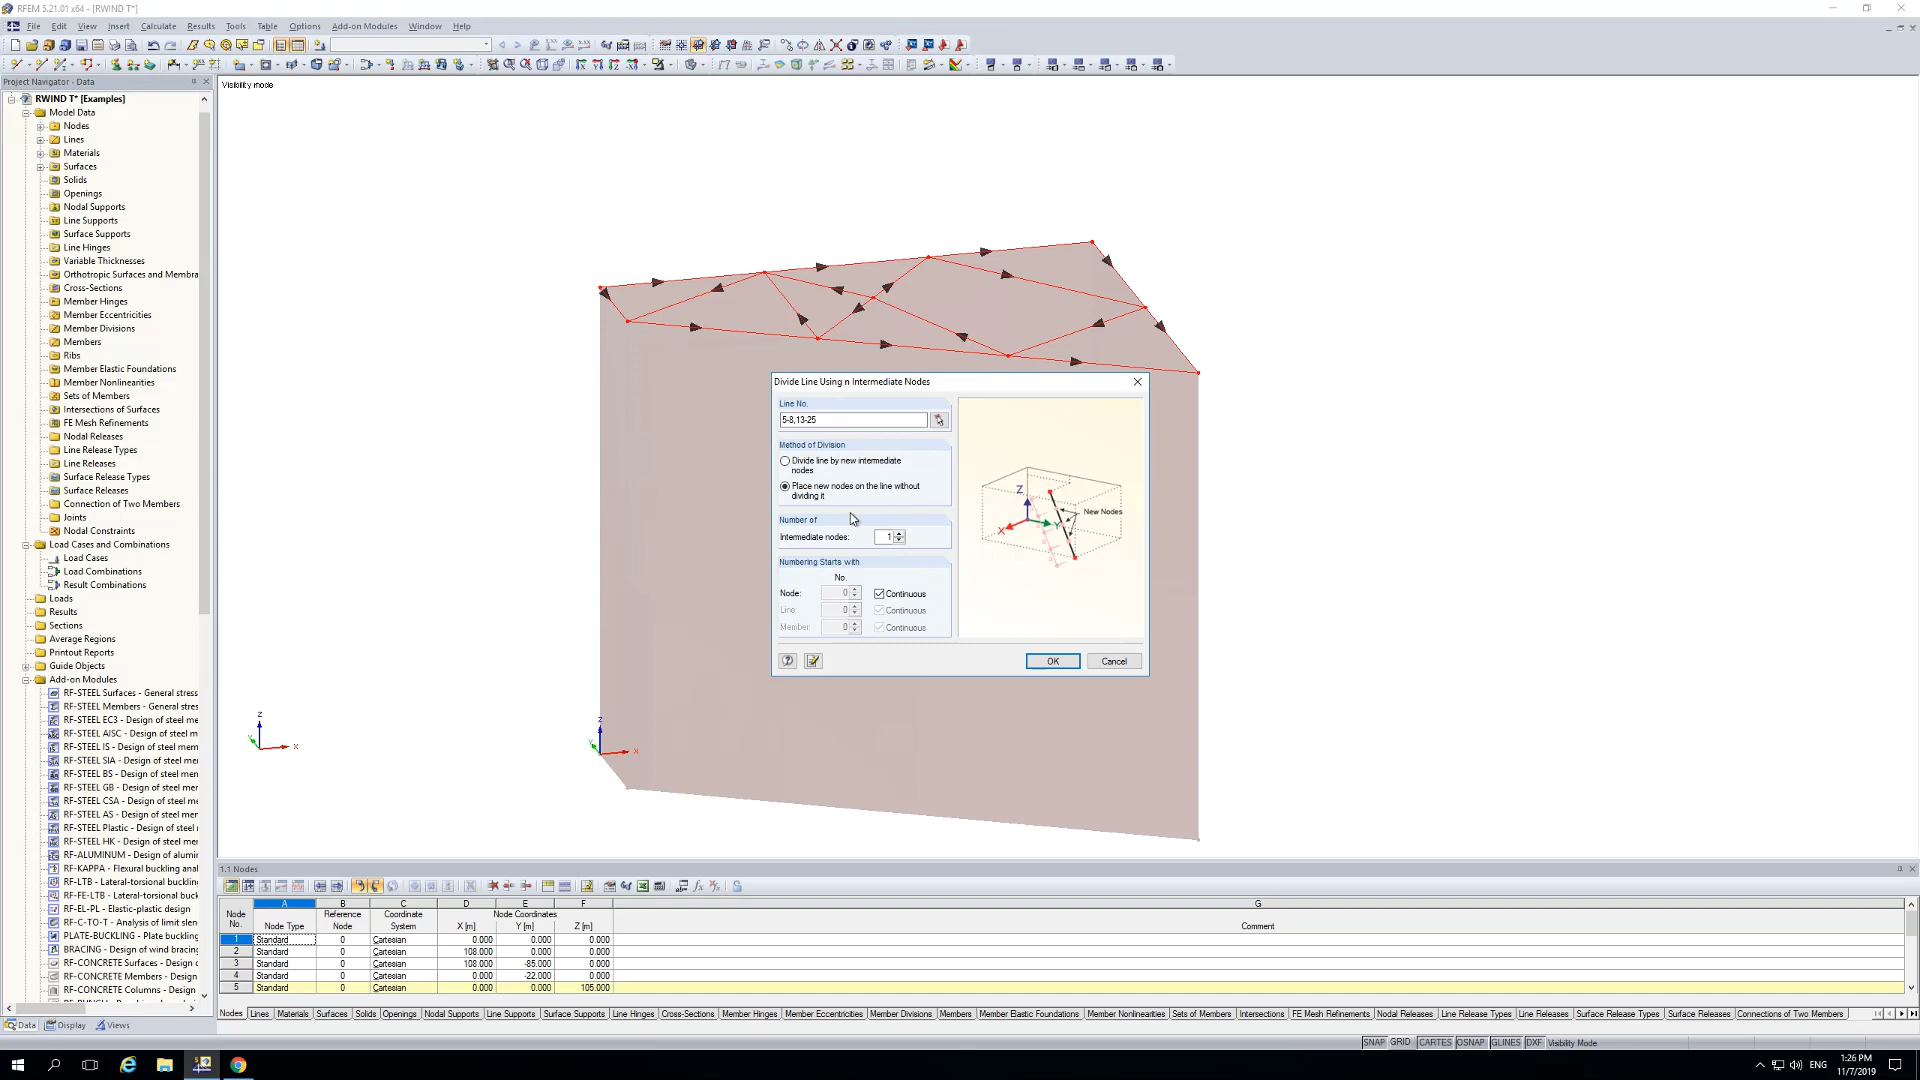 RFEM 5.21.01 x64 - [RWIND T*]
File Edit View Insert Calculate Results Tools Table Options Add-on Modules Window Help
Project Navigator - Data
Visibility mode
RWIND T* [Examples]
Model Data
Nodes
Lines
Materials
Surfaces
Solids
Openings
Nodal Supports
Line Supports
Surface Supports
Line Hinges
Variable Thicknesses
Orthotropic Surfaces and Membra
Cross-Sections
Member Hinges
Member Eccentricities
Member Divisions
Members
Ribs
Member Elastic Foundations
Member Nonlinearities
Sets of Members
Intersections of Surfaces
FE Mesh Refinements
Nodal Releases
Line Release Types
Line Releases
Surface Release Types
Surface Releases
Connection of Two Members
Joints
Nodal Constraints
Load Cases and Combinations
Load Cases
Load Combinations
Result Combinations
Loads
Results
Sections
Average Regions
Printout Reports
Guide Objects
Add-on Modules
RF-STEEL Surfaces - General stress
RF-STEEL Members - General stres
RF-STEEL EC3 - Design of steel me
RF-STEEL AISC - Design of steel m
RF-STEEL IS - Design of steel mem
RF-STEEL SIA - Design of steel me
RF-STEEL BS - Design of steel mem
RF-STEEL GB - Design of steel mem
RF-STEEL CSA - Design of steel me
RF-STEEL AS - Design of steel mem
RF-STEEL Plastic - Design of steel r
RF-STEEL HK - Design of steel mem
RF-ALUMINUM - Design of alumir
RF-KAPPA - Flexural buckling anal
RF-LTB - Lateral-torsional buckling
RF-FE-LTB - Lateral-torsional buckl
RF-EL-PL - Elastic-plastic design
RF-C-TO-T - Analysis of limit slen
PLATE-BUCKLING - Plate buckling
BRACING - Design of wind bracing
RF-CONCRETE Surfaces - Design o
RF-CONCRETE Members - Design
RF-CONCRETE Columns - Design o
Data Display Views
Divide Line Using n Intermediate Nodes
Line No.
5-8,13-25
Method of Division
Divide line by new intermediate
nodes
Place new nodes on the line without
dividing it
Number of
Intermediate nodes: 1
Numbering Starts with
No.
Node: 0 Continuous
Line: 0 Continuous
Member: 0 Continuous
Z
X
Y
New Nodes
OK Cancel
Z
Y
X
Z
Y
X
1.1 Nodes
A B C D E F G
Node Reference Coordinate Node Coordinates
No. Node Type Node System X [m] Y [m] Z [m] Comment
1 Standard 0 Cartesian 0.000 0.000 0.000
2 Standard 0 Cartesian 108.000 0.000 0.000
3 Standard 0 Cartesian 108.000 -85.000 0.000
4 Standard 0 Cartesian 0.000 -22.000 0.000
5 Standard 0 Cartesian 0.000 0.000 105.000
Nodes Lines Materials Surfaces Solids Openings Nodal Supports Line Supports Surface Supports Line Hinges Cross-Sections Member Hinges Member Eccentricities Member Divisions Members Member Elastic Foundations Member Nonlinearities Sets of Members Intersections FE Mesh Refinements Nodal Releases Line Release Types Line Releases Surface Release Types Surface Releases Connections of Two Members
SNAP GRID CARTES OSNAP GLINES DXF Visibility Mode
ENG
1:26 PM
11/7/2019